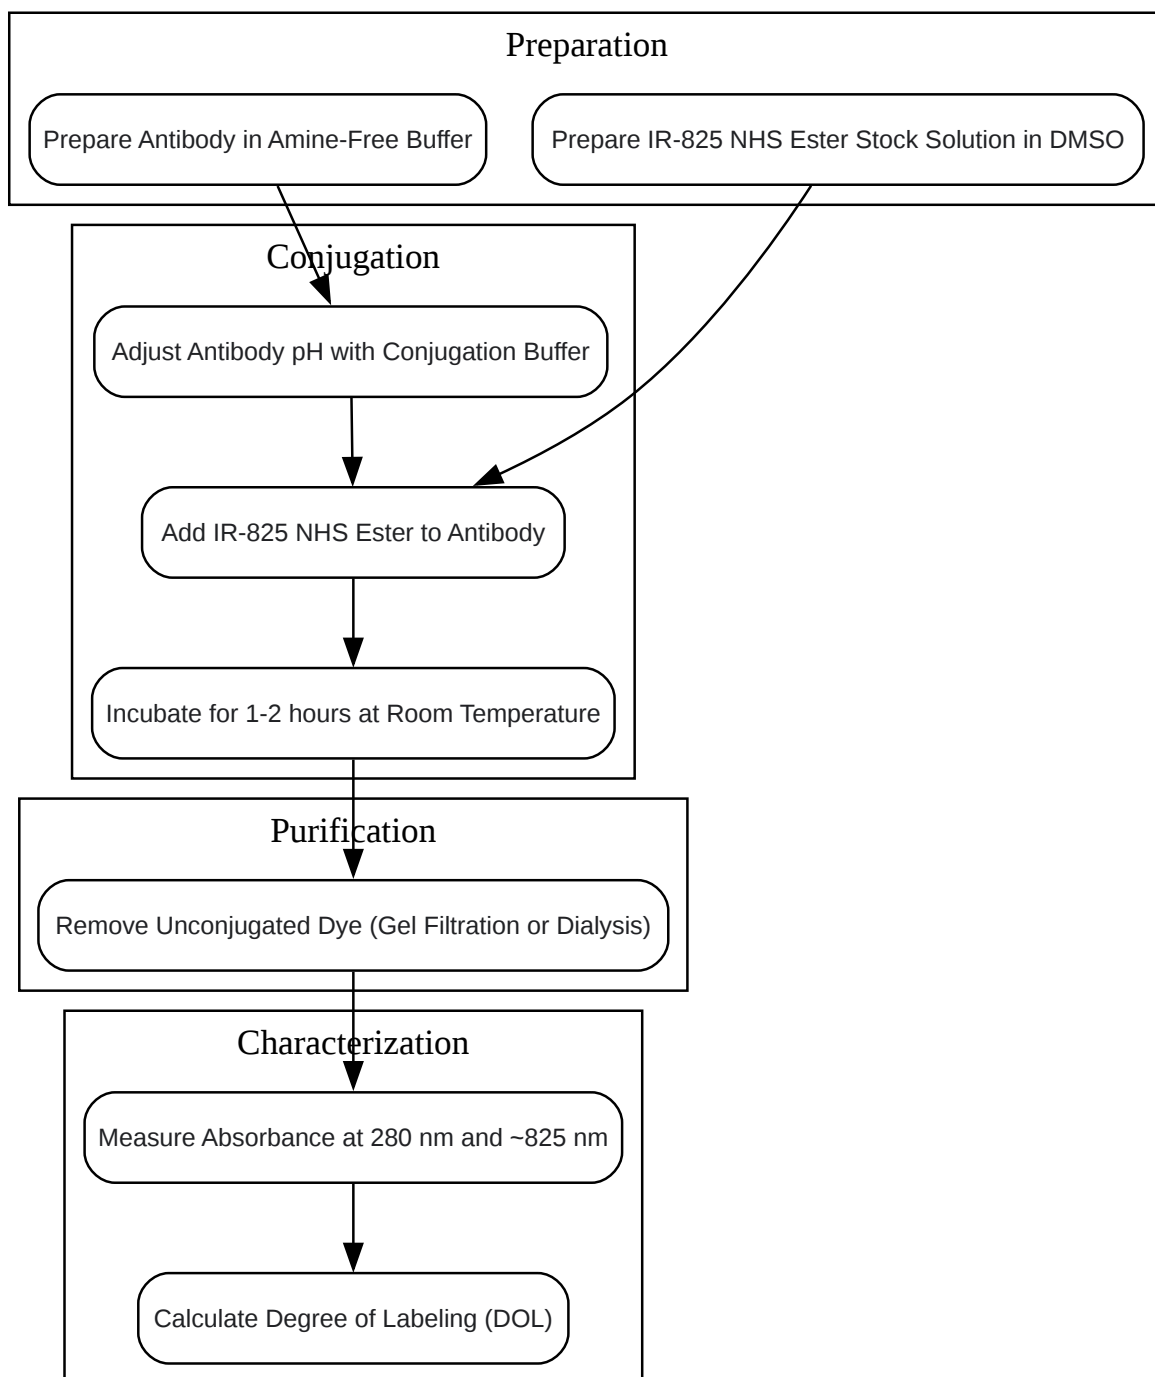 Preparation
Prepare Antibody in Amine-Free Buffer
Prepare IR-825 NHS Ester Stock Solution in DMSO
Conjugation
Adjust Antibody pH with Conjugation Buffer
Add IR-825 NHS Ester to Antibody
Incubate for 1-2 hours at Room Temperature
Purification
Remove Unconjugated Dye (Gel Filtration or Dialysis)
Characterization
Measure Absorbance at 280 nm and ~825 nm
Calculate Degree of Labeling (DOL)